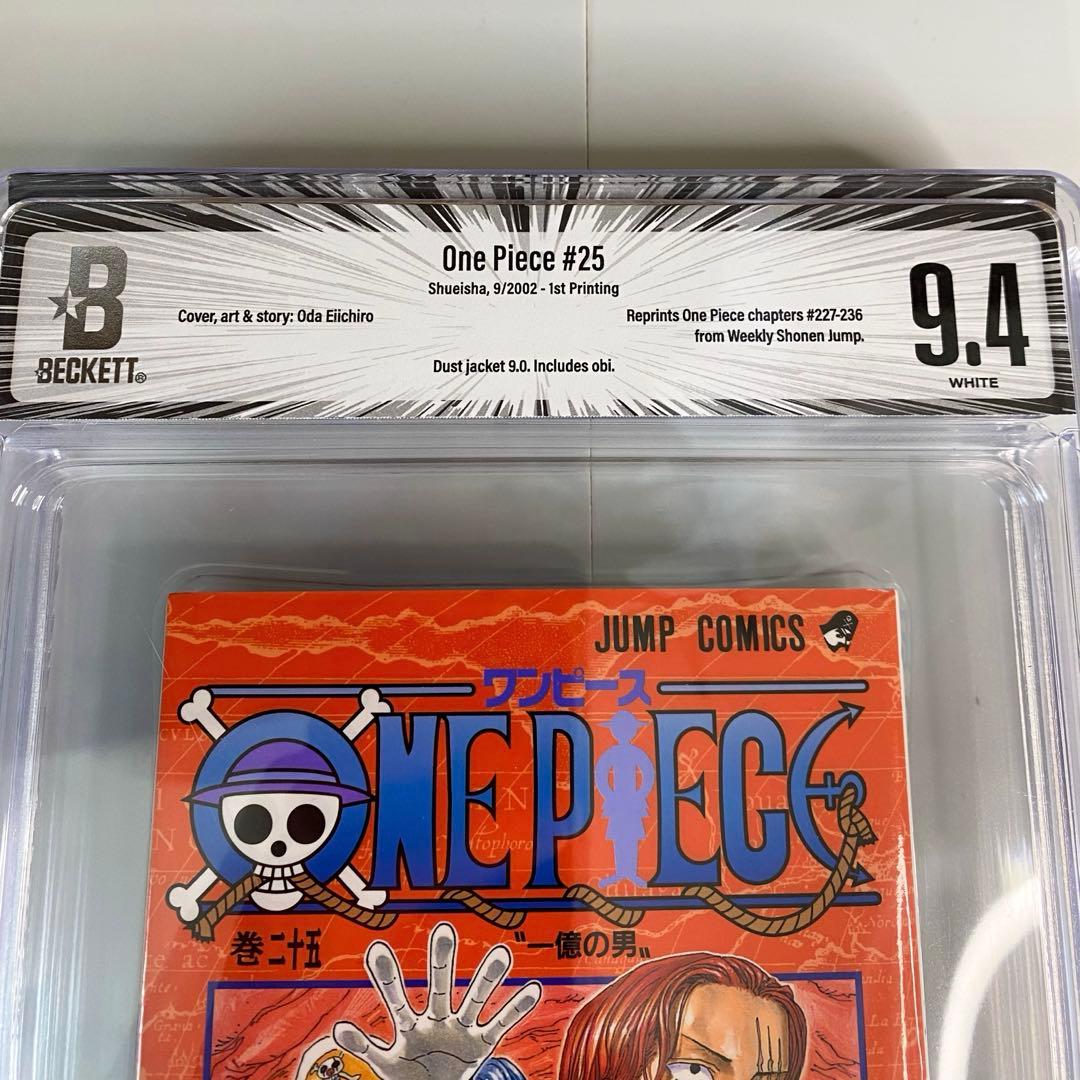 B
BECKETT®
One Piece #25
Shueisha, 9/2002 - 1st Printing
Cover, art & story: Oda Eiichiro
Reprints One Piece chapters #227-236
from Weekly Shonen Jump.
Dust jacket 9.0. Includes obi.
9.4
WHITE
JUMP COMICS
ワンピース
ONE PIECE
巻二十五
〝一億の男〟